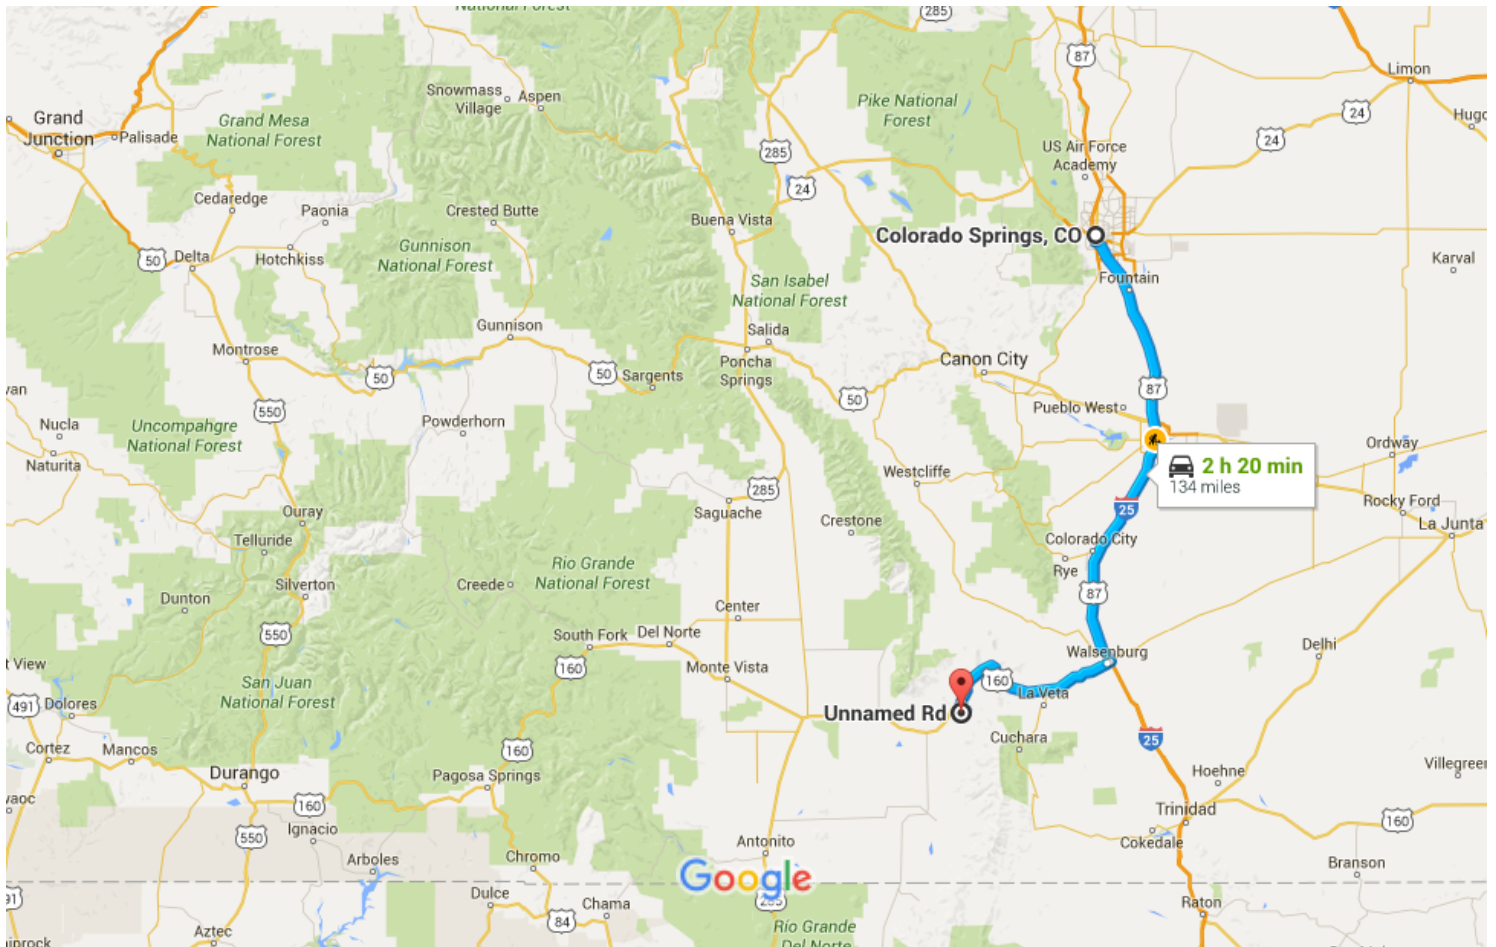 National Forest
285
87
Limon
Snowmass
Village
Aspen
Pike National
Forest
24
Grand
Junction
Palisade
Grand Mesa
National Forest
24
US Air Force
Academy
285
24
Cedaredge
Paonia
Crested Butte
Buena Vista
Colorado Springs, CO
Gunnison
National Forest
50
Delta
Hotchkiss
Karval
Fountain
San Isabel
National Forest
Gunnison
Salida
Montrose
Poncha
Springs
Canon City
50
50
Sargents
87
50
Pueblo West
550
Nucla
Uncompahgre
National Forest
Powderhorn
Ordway
Naturita
2 h 20 min
134 miles
Westcliffe
285
Saguache
Rocky Ford
25
La Junta
Ouray
Crestone
Telluride
Colorado City
Rye
Rio Grande
National Forest
Silverton
Creede
Dunton
87
Center
550
South Fork
Del Norte
Walsenburg
Delhi
t View
160
Monte Vista
San Juan
National Forest
160
La Veta
491
Dolores
Unnamed Rd
Cuchara
25
Cortez
Mancos
160
Durango
Pagosa Springs
Hoehne
Villegreen
160
Trinidad
160
Ignacio
550
Antonito
Cokedale
Arboles
Chromo
Branson
Google
285
Dulce
Chama
84
Raton
Aztec
Río Grande
Del Norte